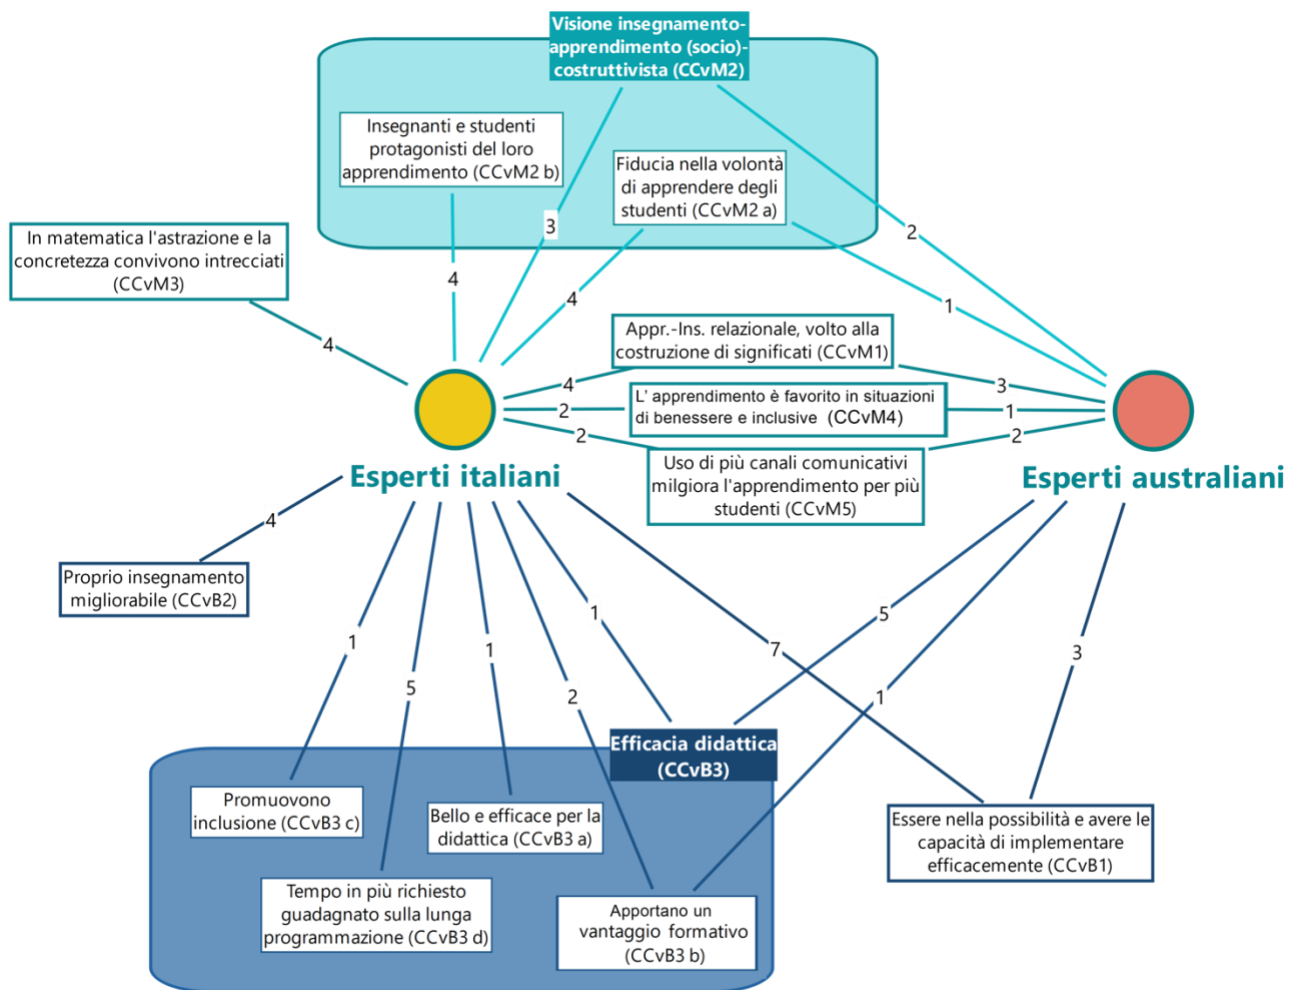 Visione insegnamento-
apprendimento (socio)-
costruttivista (CCvM2)
Insegnanti e studenti
protagonisti del loro
apprendimento (CCvM2 b)
Fiducia nella volontà
di apprendere degli
studenti (CCvM2 a)
3
2
In matematica l'astrazione e la
concretezza convivono intrecciati
(CCvM3)
4
4
1
4
Appr.-Ins. relazionale, volto alla
costruzione di significati (CCvM1)
4
3
L' apprendimento è favorito in situazioni
di benessere e inclusive (CCvM4)
2
1
2
2
Uso di più canali comunicativi
milgiora l'apprendimento per più
studenti (CCvM5)
Esperti italiani
Esperti australiani
4
Proprio insegnamento
migliorabile (CCvB2)
1
5
1
2
1
7
5
1
3
Efficacia didattica
(CCvB3)
Promuovono
inclusione (CCvB3 c)
Bello e efficace per la
didattica (CCvB3 a)
Essere nella possibilità e avere le
capacità di implementare
efficacemente (CCvB1)
Tempo in più richiesto
guadagnato sulla lunga
programmazione (CCvB3 d)
Apportano un
vantaggio formativo
(CCvB3 b)